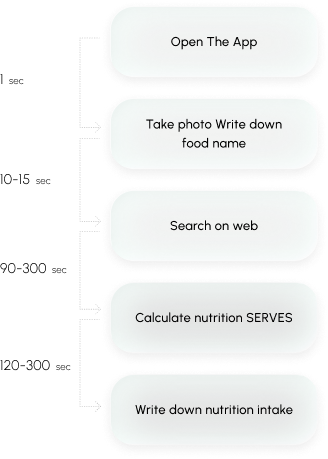 Open The App
1 sec
Take photo Write down
food name
10-15 sec
Search on web
90-300 sec
Calculate nutrition SERVES
120-300 sec
Write down nutrition intake